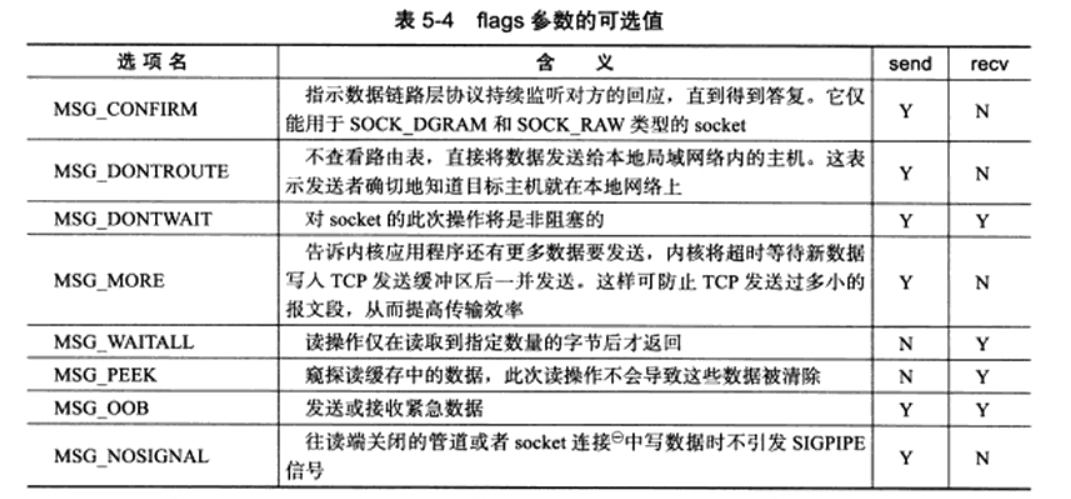 表 5-4 flags 参数的可选值
选 项 名 含 义 send recv
MSG_CONFIRM 指示数据链路层协议持续监听对方的回应，直到得到答复。它仅 Y N
能用于 SOCK_DGRAM 和 SOCK_RAW 类型的 socket
MSG_DONTROUTE 不查看路由表，直接将数据发送给本地局域网络内的主机。这表 Y N
示发送者确切地知道目标主机就在本地网络上
MSG_DONTWAIT 对 socket 的此次操作将是非阻塞的 Y Y
告诉内核应用程序还有更多数据要发送，内核将超时等待新数据
MSG_MORE 写入 TCP 发送缓冲区后一并发送。这样可防止 TCP 发送过多小的 Y N
报文段，从而提高传输效率
MSG_WAITALL 读操作仅在读取到指定数量的字节后才返回 N Y
MSG_PEEK 窥探读缓存中的数据，此次读操作不会导致这些数据被清除 N Y
MSG_OOB 发送或接收紧急数据 Y Y
MSG_NOSIGNAL 往读端关闭的管道或者 socket 连接㊀中写数据时不引发 SIGPIPE Y N
信号